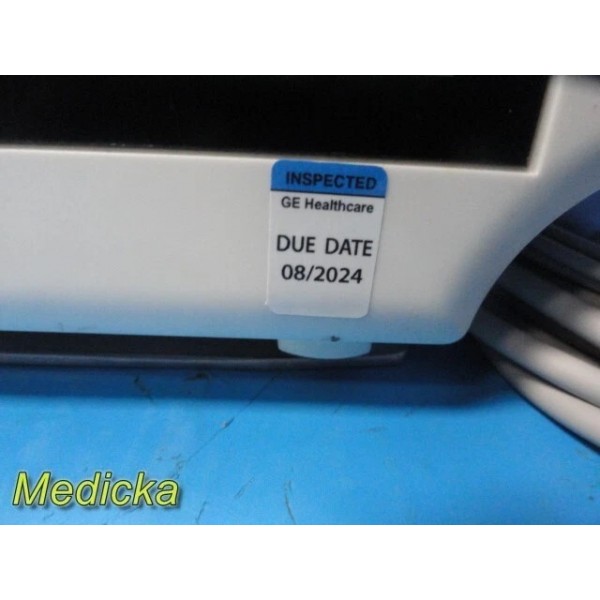 INSPECTED
GE Healthcare
DUE DATE
08/2024
Medicka